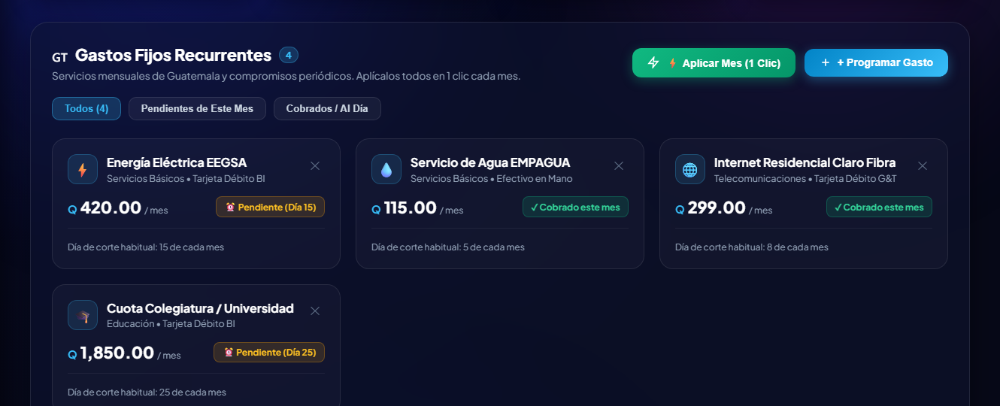 GT Gastos Fijos Recurrentes 4
Servicios mensuales de Guatemala y compromisos periódicos. Aplícalos todos en 1 clic cada mes.
⚡ Aplicar Mes (1 Clic)
+ + Programar Gasto
Todos (4)
Pendientes de Este Mes
Cobrados / Al Día
Energía Eléctrica EEGSA
Servicios Básicos • Tarjeta Débito BI
Q 420.00 / mes
⏰ Pendiente (Día 15)
Día de corte habitual: 15 de cada mes
Servicio de Agua EMPAGUA
Servicios Básicos • Efectivo en Mano
Q 115.00 / mes
✓ Cobrado este mes
Día de corte habitual: 5 de cada mes
Internet Residencial Claro Fibra
Telecomunicaciones • Tarjeta Débito G&T
Q 299.00 / mes
✓ Cobrado este mes
Día de corte habitual: 8 de cada mes
Cuota Colegiatura / Universidad
Educación • Tarjeta Débito BI
Q 1,850.00 / mes
⏰ Pendiente (Día 25)
Día de corte habitual: 25 de cada mes